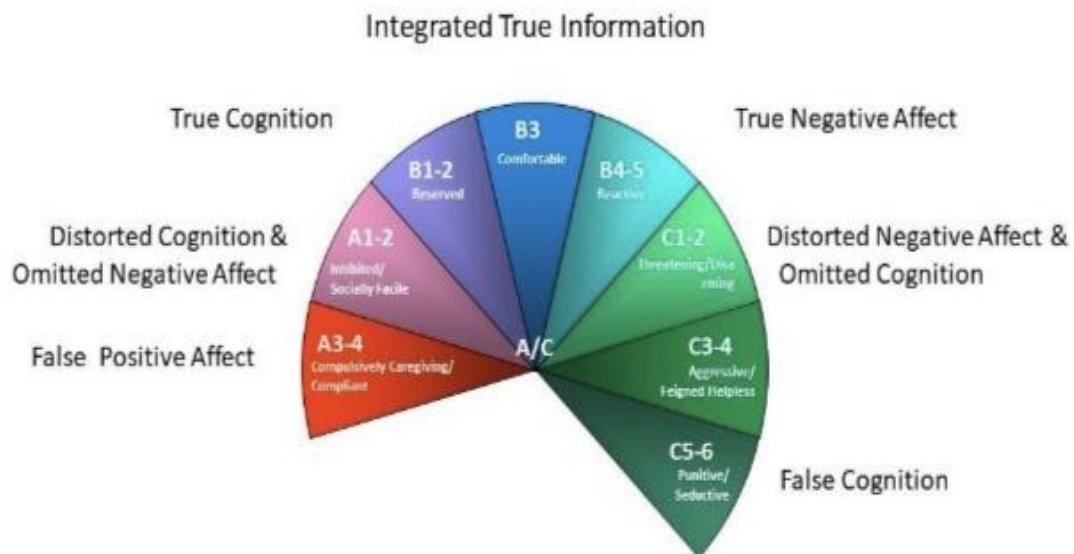 Integrated True Information
True Cognition
True Negative Affect
B3
Comfortable
B1-2
Reserved
B4-5
Reactive
Distorted Cognition &
Omitted Negative Affect
A1-2
Inhibited/
Socially Facile
C1-2
Threatening/Disa
rming
Distorted Negative Affect &
Omitted Cognition
False Positive Affect
A3-4
Compulsively Caregiving/
Compliant
A/C
C3-4
Aggressive/
Feigned Helpless
C5-6
Punitive/
Seductive
False Cognition